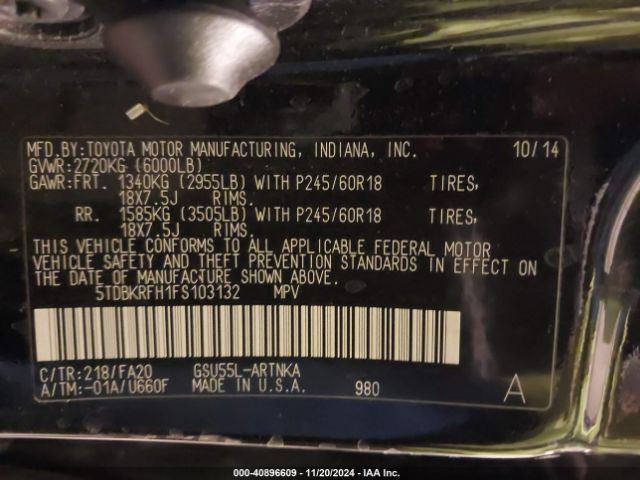 MFD.BY:TOYOTA MOTOR MANUFACTURING, INDIANA, INC. 10/14
GVWR:2720KG (6000LB)
GAWR:FRT. 1340KG (2955LB) WITH P245/60R18 TIRES,
18X7.5J RIMS.
RR. 1585KG (3505LB) WITH P245/60R18 TIRES,
18X7.5J RIMS.
THIS VEHICLE CONFORMS TO ALL APPLICABLE FEDERAL MOTOR
VEHICLE SAFETY AND THEFT PREVENTION STANDARDS IN EFFECT ON
THE DATE OF MANUFACTURE SHOWN ABOVE.
5TDBKRFH1FS103132 MPV
C/TR:218/FA20 GSU55L-ARTNKA
A/TM:-01A/U660F MADE IN U.S.A. 980 A
000-40896609 — 11/20/2024 — IAA Inc.